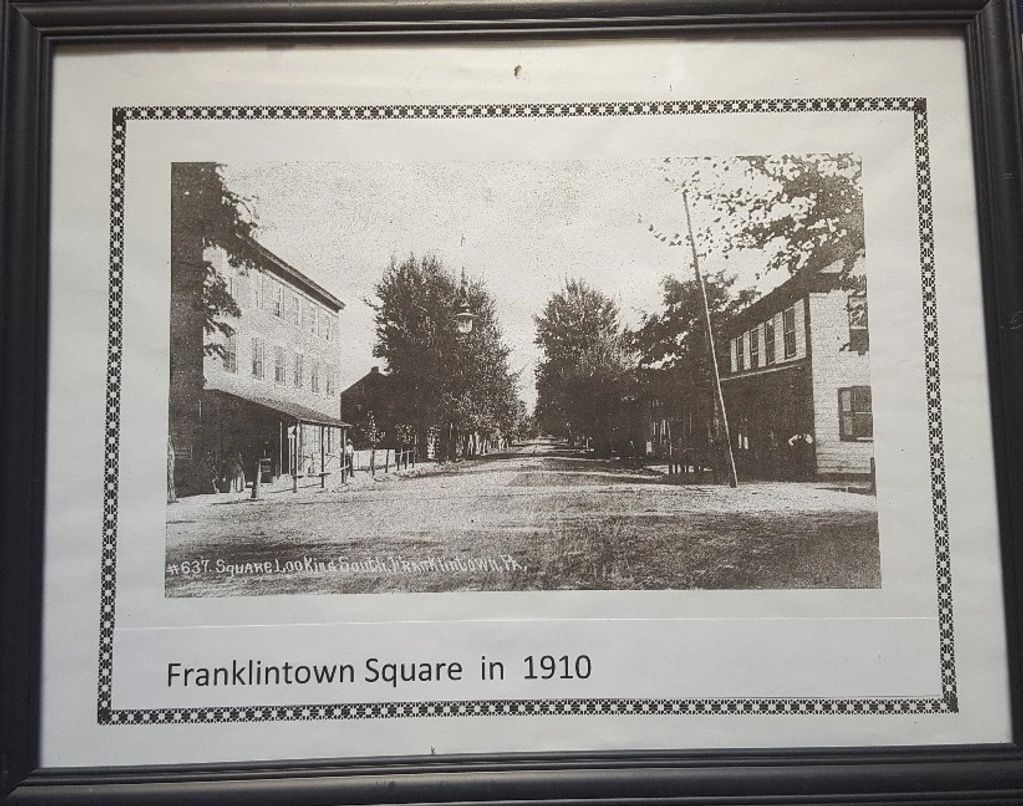 #637. Square Looking South, Franklintown, Pa.
Franklintown Square in 1910